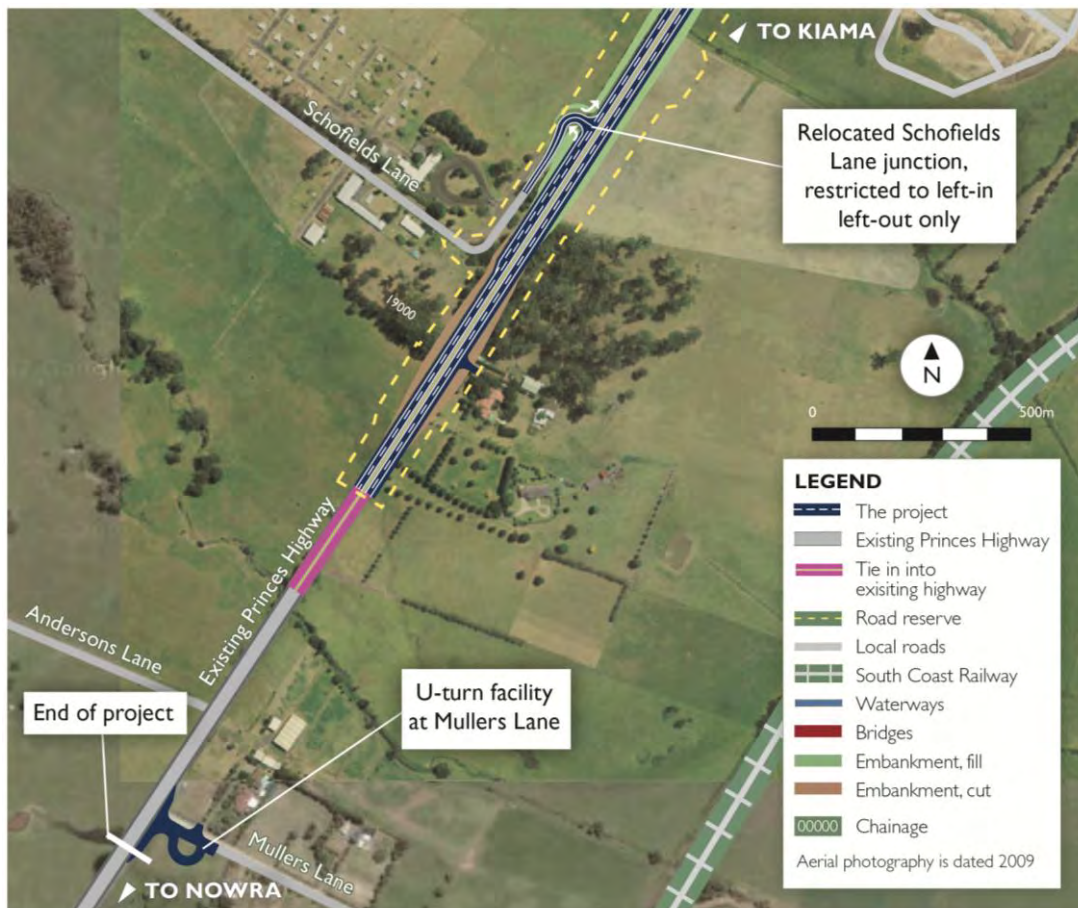 TO KIAMA
Schofields Lane
Relocated Schofields
Lane junction,
restricted to left-in
left-out only
19000
N
0 500m
LEGEND
The project
Existing Princes Highway
Tie in into
exisiting highway
Road reserve
Local roads
South Coast Railway
Waterways
Bridges
Embankment, fill
Embankment, cut
00000 Chainage
Aerial photography is dated 2009
Existing Princes Highway
Andersons Lane
End of project
U-turn facility
at Mullers Lane
Mullers Lane
TO NOWRA